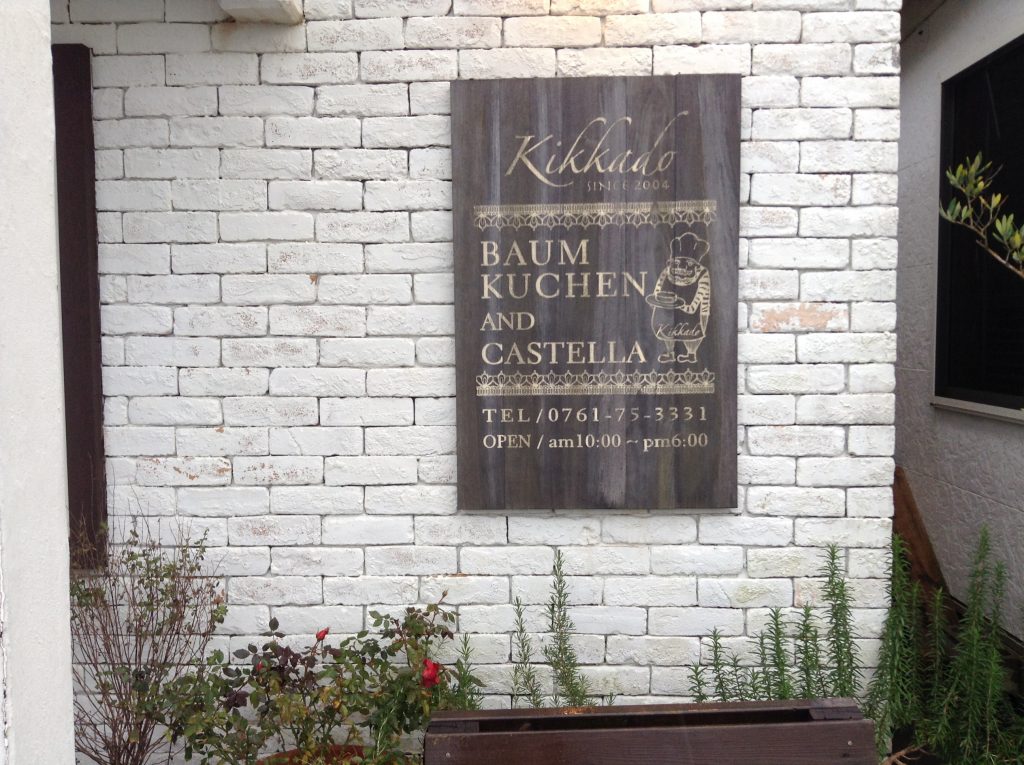 Kikkado
SINCE 2004
BAUM
KUCHEN
AND
CASTELLA
Kikkado
TEL/0761-75-3331
OPEN/am10:00~pm6:00